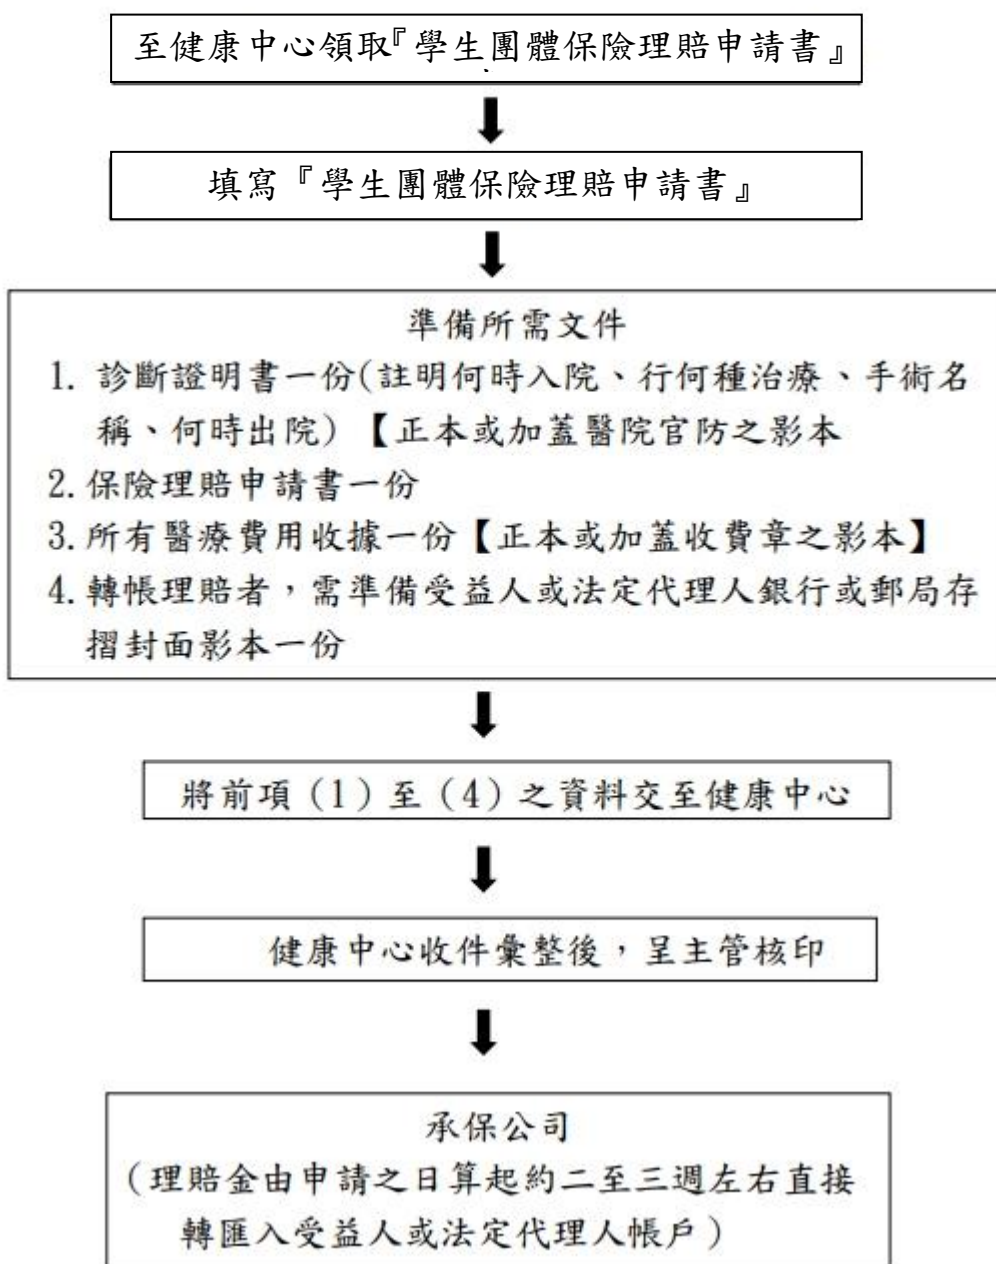 至健康中心領取『學生團體保險理賠申請書』
填寫『學生團體保險理賠申請書』
準備所需文件
1. 診斷證明書一份(註明何時入院、行何種治療、手術名
稱、何時出院)【正本或加蓋醫院官防之影本
2. 保險理賠申請書一份
3. 所有醫療費用收據一份【正本或加蓋收費章之影本】
4. 轉帳理賠者，需準備受益人或法定代理人銀行或郵局存
摺封面影本一份
將前項（1）至（4）之資料交至健康中心
健康中心收件彙整後，呈主管核印
承保公司
（理賠金由申請之日算起約二至三週左右直接
轉匯入受益人或法定代理人帳戶）